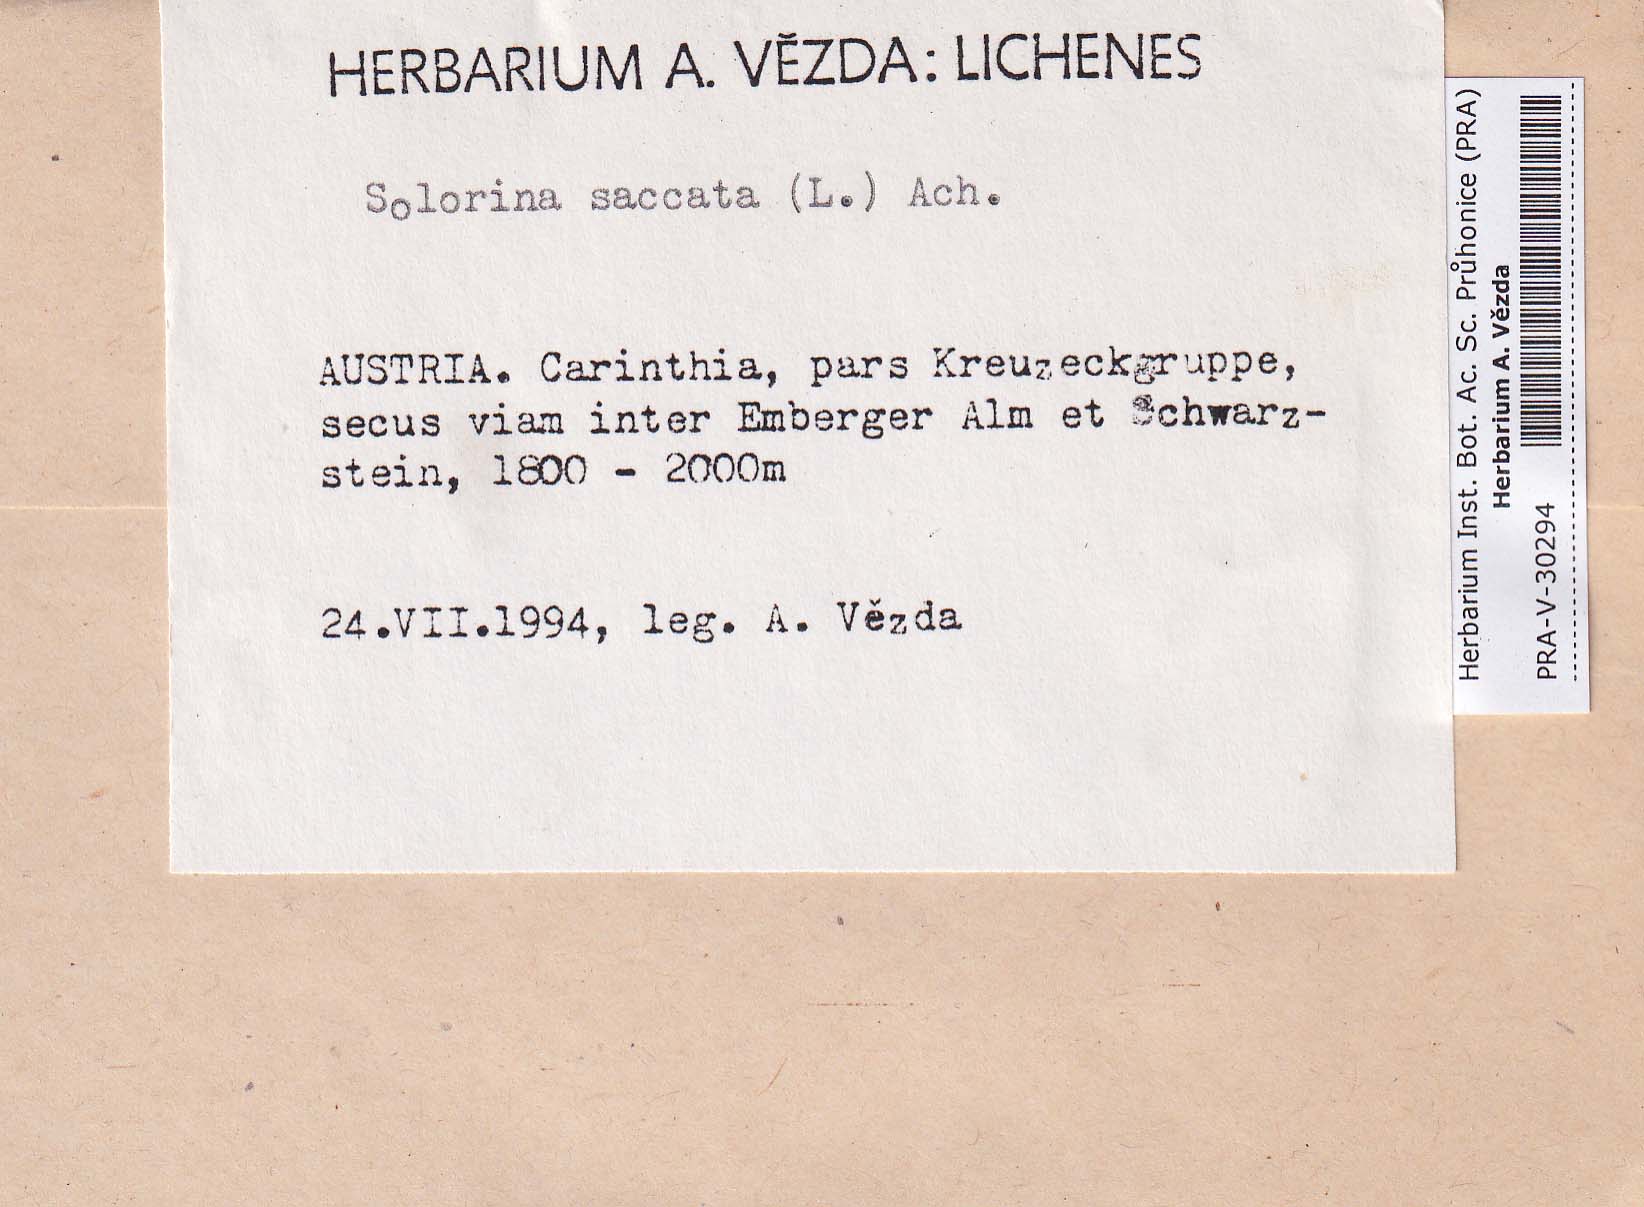 HERBARIUM A. VĚZDA: LICHENES
Solorina saccata (L.) Ach.
AUSTRIA. Carinthia, pars Kreuzeckgruppe,
secus viam inter Emberger Alm et Schwarz-
stein, 1800 - 2000m
24.VII.1994, leg. A. Vězda
Herbarium Inst. Bot. Ac. Sc. Průhonice (PRA)
Herbarium A. Vězda
PRA-V-30294